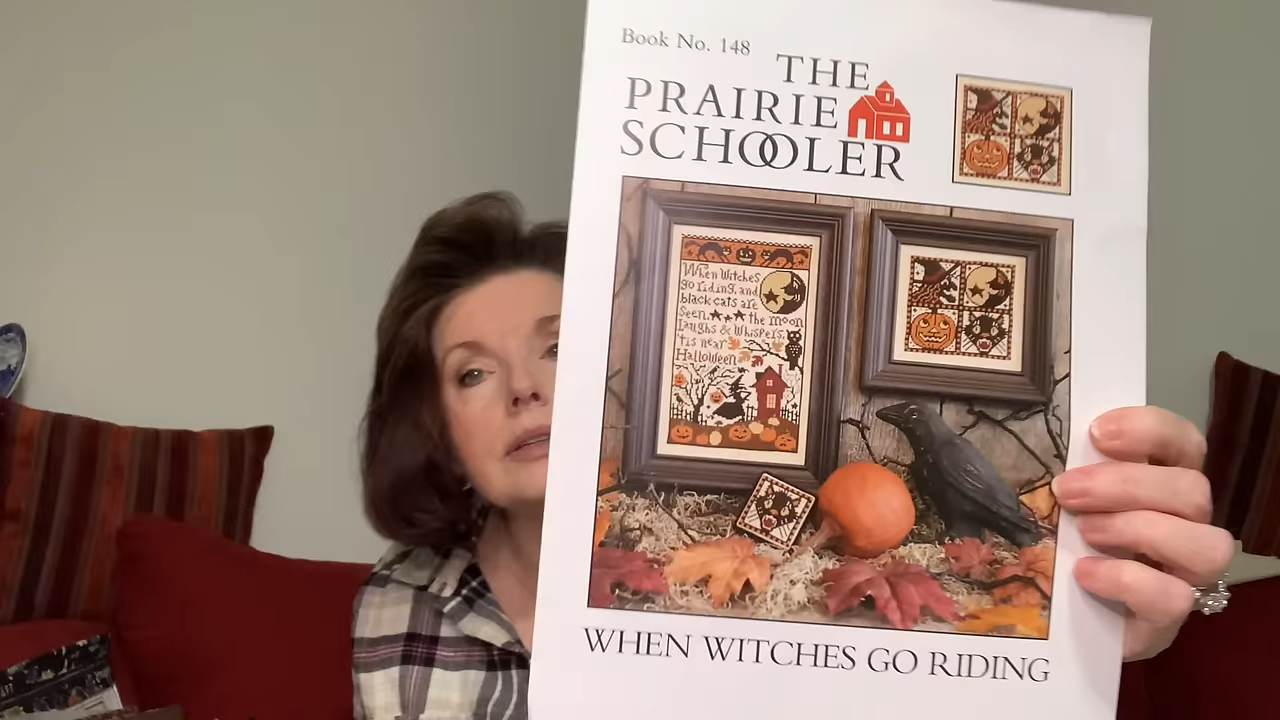 Book No. 148
THE
PRAIRIE
SCHOOLER
When Witches
go riding, and
black cats are
seen, the moon
laughs & whispers,
'tis near
Halloween
WHEN WITCHES GO RIDING